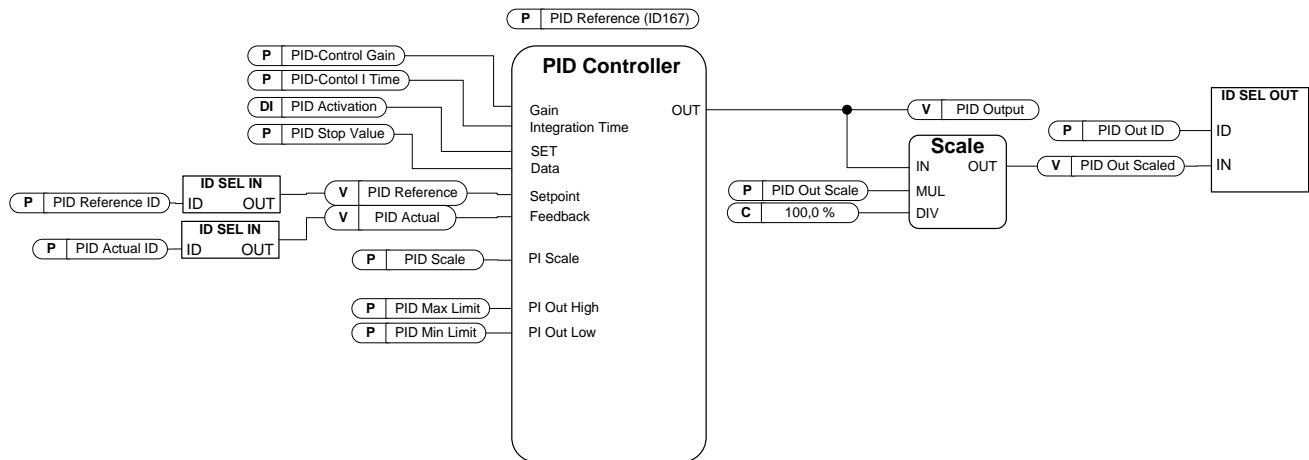 P PID Reference (ID167)
PID Controller
P PID-Control Gain
P PID-Contol I Time
DI PID Activation
P PID Stop Value
Gain
Integration Time
SET
Data
Setpoint
Feedback
PI Scale
PI Out High
PI Out Low
OUT
ID SEL IN
ID OUT
P PID Reference ID
V PID Reference
V PID Actual
ID SEL IN
ID OUT
P PID Actual ID
P PID Scale
P PID Max Limit
P PID Min Limit
V PID Output
Scale
IN OUT
MUL
DIV
P PID Out Scale
C 100,0 %
P PID Out ID
V PID Out Scaled
ID SEL OUT
ID
IN